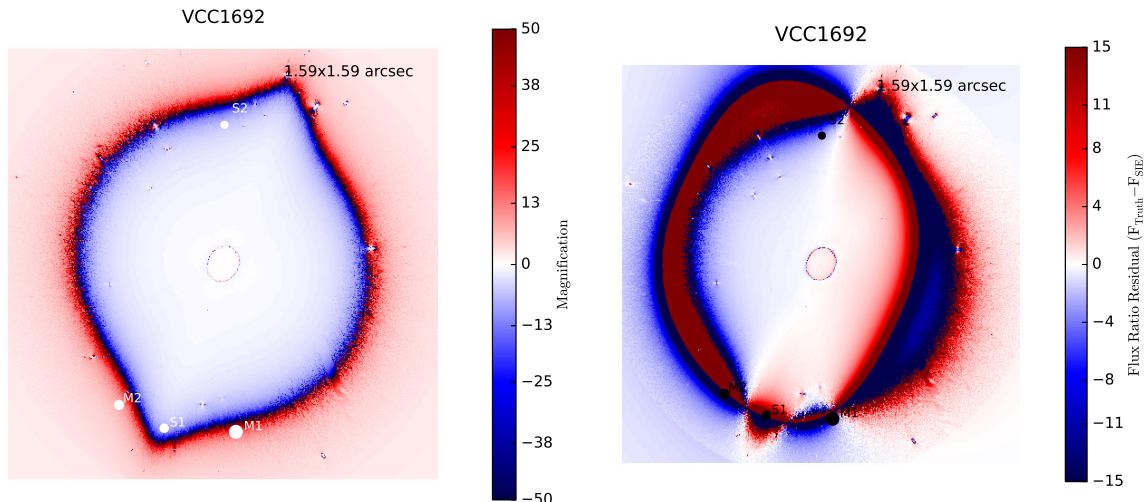 VCC1692
1.59x1.59 arcsec
S2
M2
S1
M1
50
38
25
13
0
−13
−25
−38
−50
Magnification
VCC1692
1.59x1.59 arcsec
S2
M2
S1
M1
15
11
8
4
0
−4
−8
−11
−15
Flux Ratio Residual (F_Truth−F_SIE)